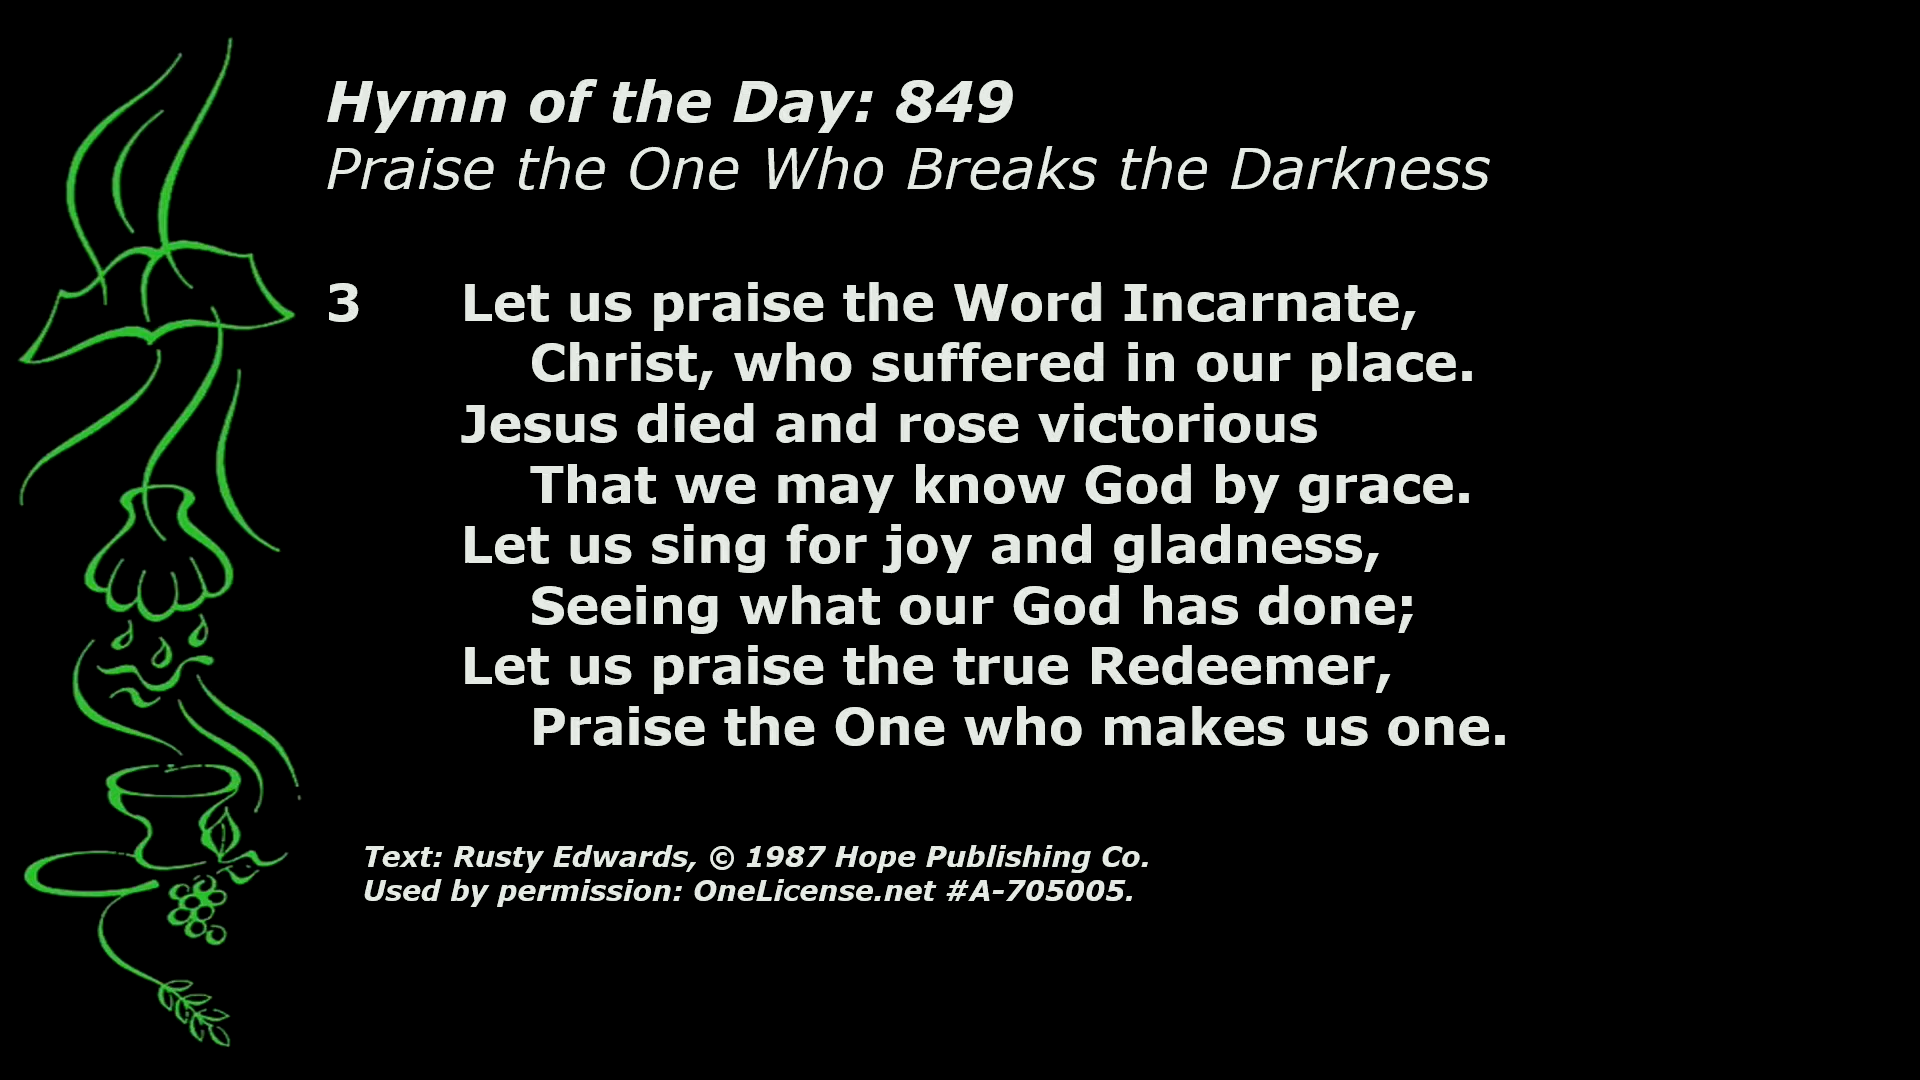 Hymn of the Day: 849
Praise the One Who Breaks the Darkness
3 Let us praise the Word Incarnate,
Christ, who suffered in our place.
Jesus died and rose victorious
That we may know God by grace.
Let us sing for joy and gladness,
Seeing what our God has done;
Let us praise the true Redeemer,
Praise the One who makes us one.
Text: Rusty Edwards, © 1987 Hope Publishing Co.
Used by permission: OneLicense.net #A-705005.